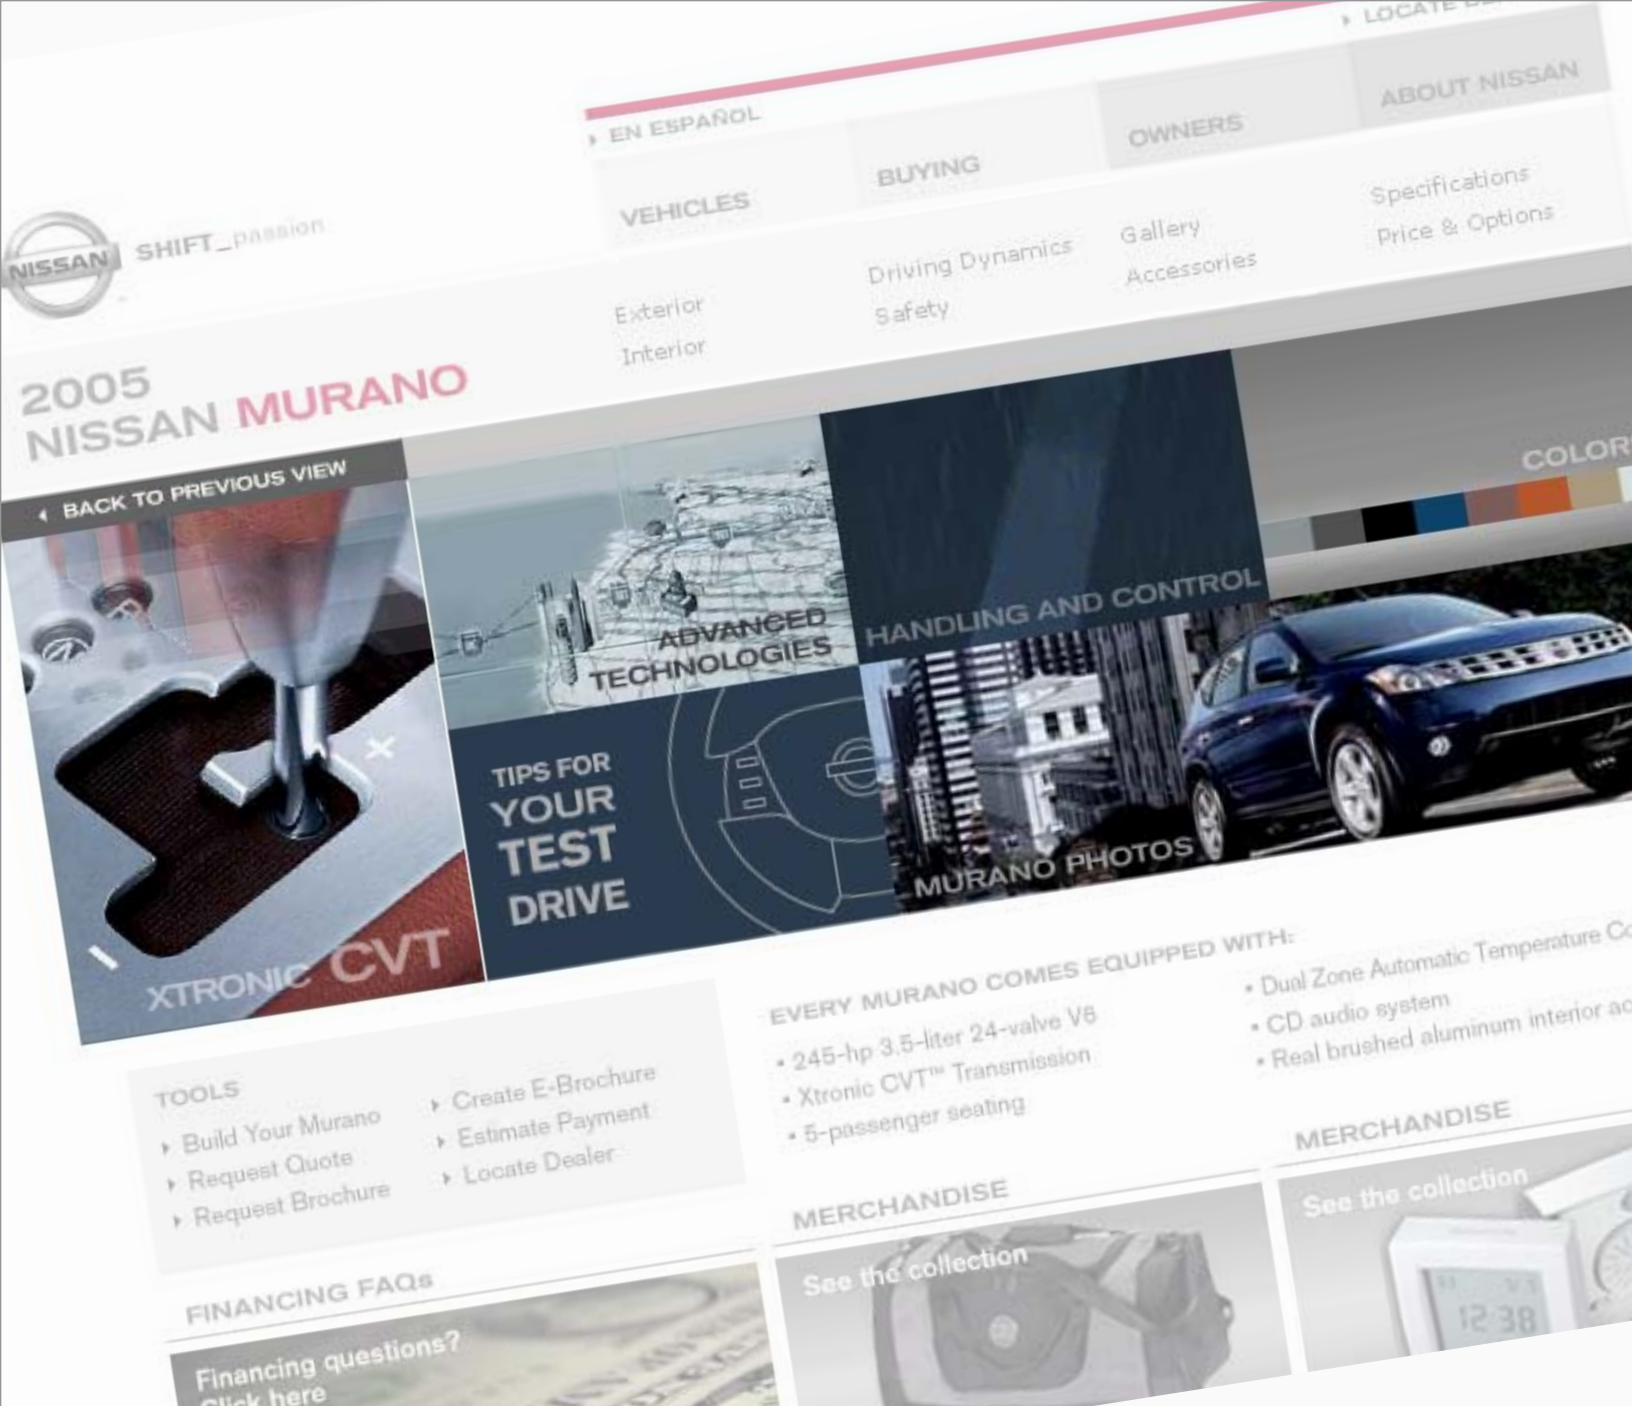 LOCATE
EN ESPAÑOL
VEHICLES
BUYING
OWNERS
ABOUT NISSAN
NISSAN
SHIFT_passion
Exterior
Interior
Driving Dynamics
Safety
Gallery
Accessories
Specifications
Price & Options
2005
NISSAN MURANO
BACK TO PREVIOUS VIEW
XTRONIC CVT
ADVANCED
TECHNOLOGIES
HANDLING AND CONTROL
COLORS
TIPS FOR
YOUR
TEST
DRIVE
MURANO PHOTOS
TOOLS
Build Your Murano
Request Quote
Request Brochure
Create E-Brochure
Estimate Payment
Locate Dealer
EVERY MURANO COMES EQUIPPED WITH:
• 245-hp 3.5-liter 24-valve V6
• Xtronic CVT™ Transmission
• 5-passenger seating
• Dual Zone Automatic Temperature Co
• CD audio system
• Real brushed aluminum interior ac
FINANCING FAQs
Financing questions?
Click here
MERCHANDISE
See the collection
MERCHANDISE
See the collection
12:38